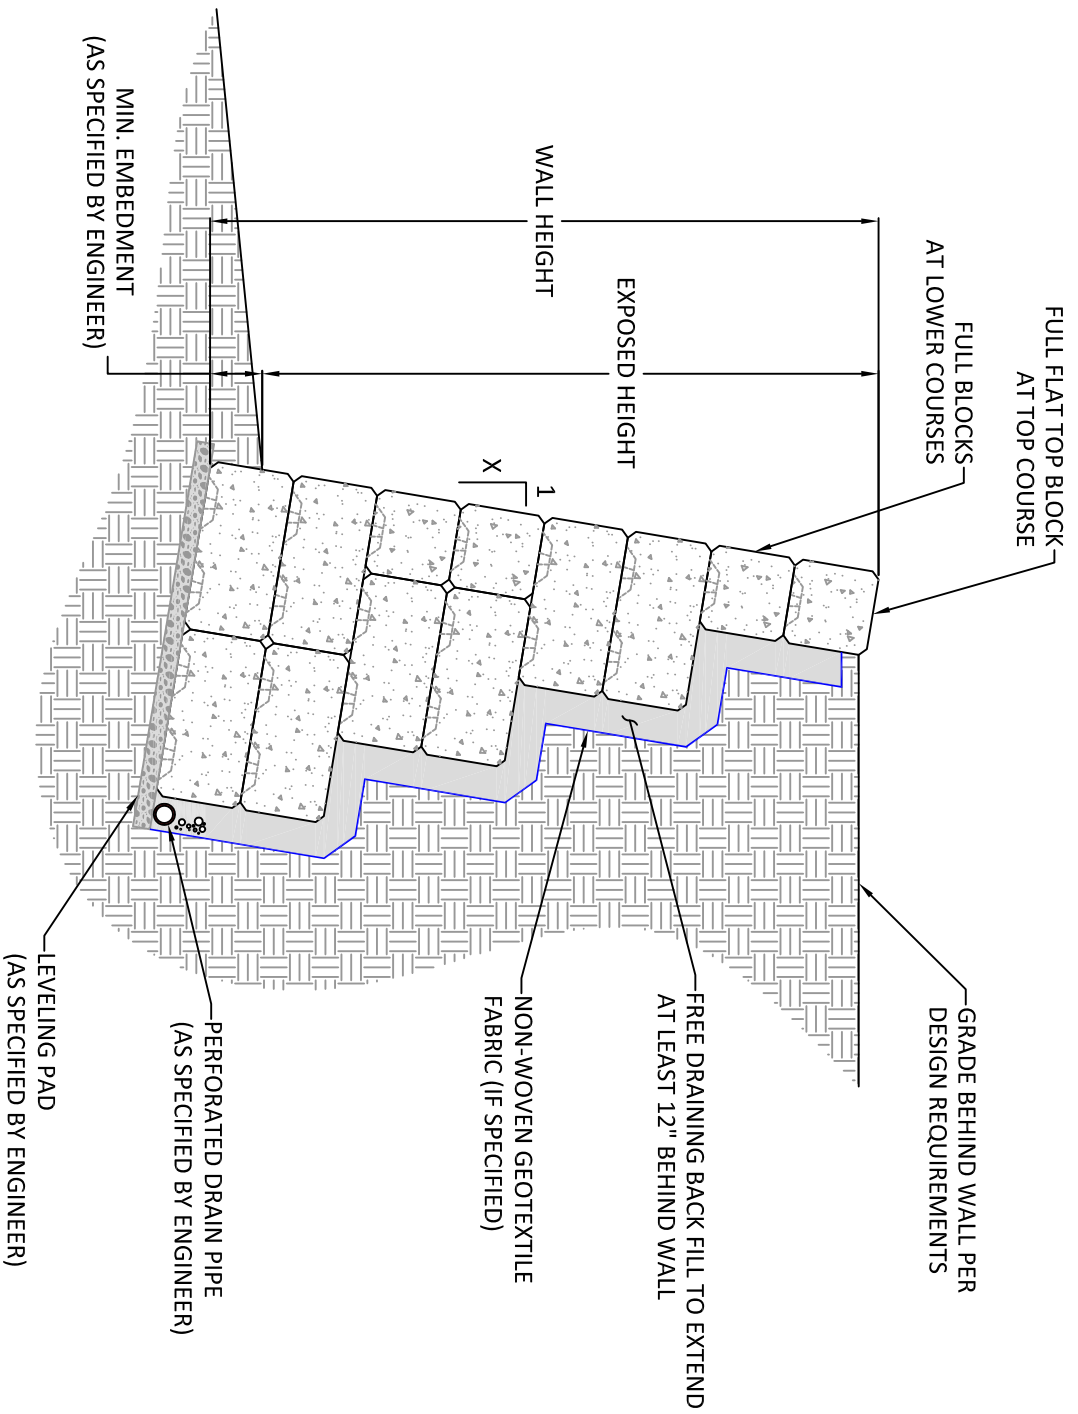 FULL FLAT TOP BLOCK
AT TOP COURSE
FULL BLOCKS
AT LOWER COURSES
GRADE BEHIND WALL PER
DESIGN REQUIREMENTS
WALL HEIGHT
EXPOSED HEIGHT
1
X
FREE DRAINING BACK FILL TO EXTEND
AT LEAST 12" BEHIND WALL
NON-WOVEN GEOTEXTILE
FABRIC (IF SPECIFIED)
MIN. EMBEDMENT
(AS SPECIFIED BY ENGINEER)
PERFORATED DRAIN PIPE
(AS SPECIFIED BY ENGINEER)
LEVELING PAD
(AS SPECIFIED BY ENGINEER)